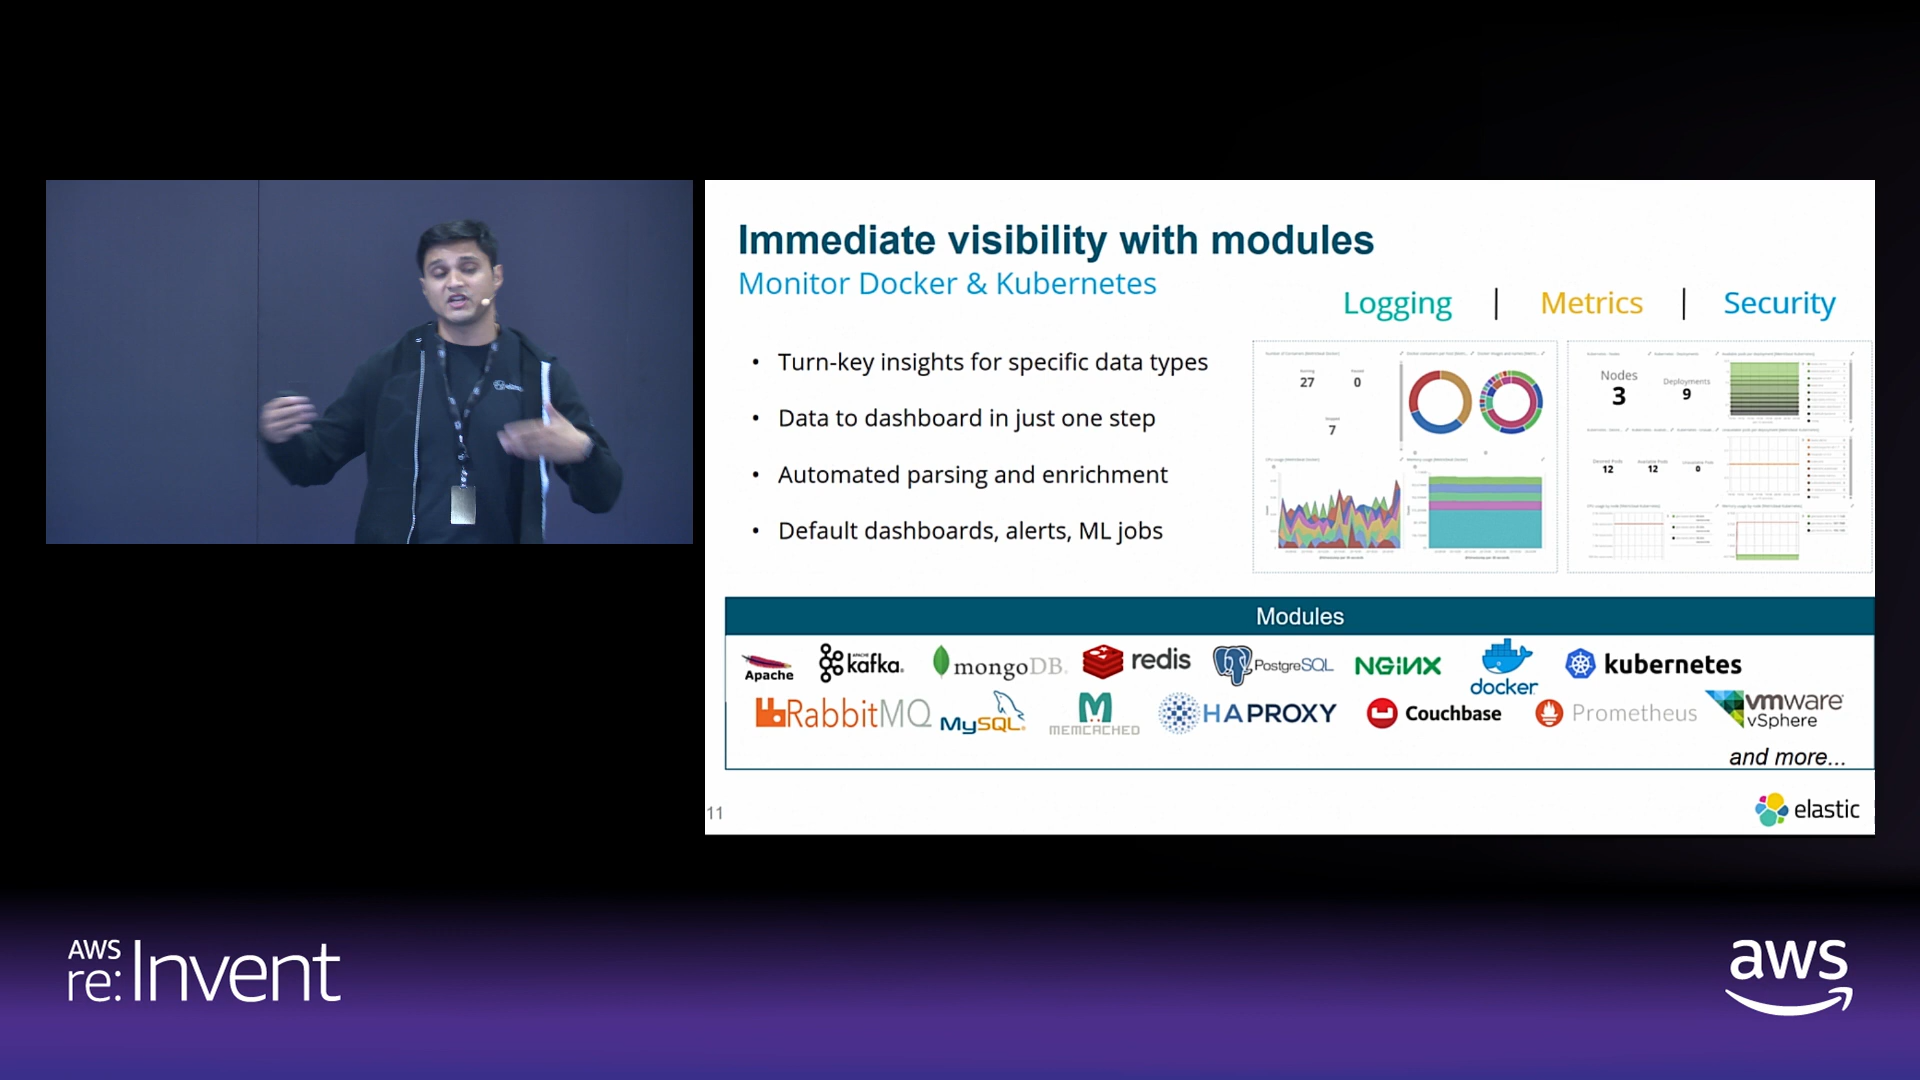 Immediate visibility with modules
Monitor Docker & Kubernetes
Logging | Metrics | Security
• Turn-key insights for specific data types
• Data to dashboard in just one step
• Automated parsing and enrichment
• Default dashboards, alerts, ML jobs
27 0
7
Nodes
3
Deployments
9
12 12 0
Modules
Apache
APACHE kafka.
mongoDB.
redis
PostgreSQL
NGINX
docker
kubernetes
RabbitMQ
MySQL
MEMCACHED
HAPROXY
Couchbase
Prometheus
vmware vSphere
and more...
11
elastic
AWS
re:Invent
aws